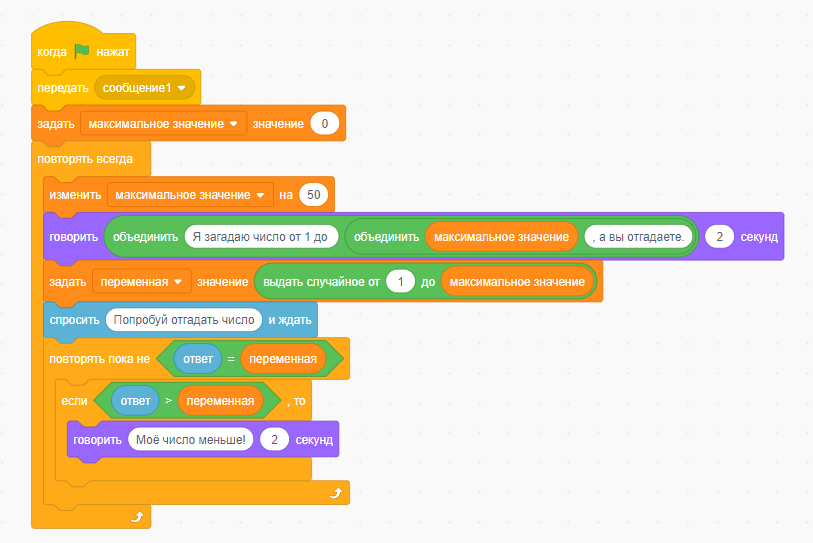 когда нажат
передать сообщение1
задать максимальное значение значение 0
повторять всегда
изменить максимальное значение на 50
говорить объединить Я загадаю число от 1 до объединить максимальное значение , а вы отгадаете. 2 секунд
задать переменная значение выдать случайное от 1 до максимальное значение
спросить Попробуй отгадать число и ждать
повторять пока не ответ = переменная
если ответ > переменная , то
говорить Моё число меньше! 2 секунд